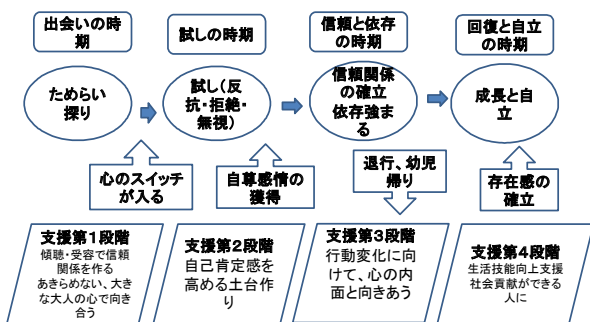 出会いの時
期
試しの時期
信頼と依存
の時期
回復と自立
の時期
ためらい
探り
試し(反
抗・拒絶・
無視)
信頼関係
の確立
依存強ま
る
成長と自
立
心のスイッチ
が入る
自尊感情の
獲得
退行、幼児
帰り
存在感の
確立
支援第1段階
傾聴・受容で信頼
関係を作る
あきらめない、大き
な大人の心で向き
合う
支援第2段階
自己肯定感を
高める土台作
り
支援第3段階
行動変化に向
けて、心の内
面と向きあう
支援第4段階
生活技能向上支援
社会貢献ができる
人に